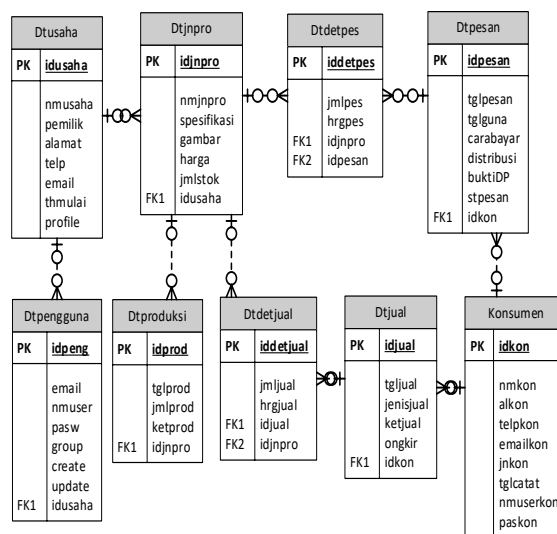 Dtusaha
PK idusaha
nmusaha
pemilik
alamat
telp
email
thmulai
profile
Dtjnpro
PK idjnpro
nmjnpro
spesifikasi
gambar
harga
jmlstok
FK1 idusaha
Dtdetpes
PK iddetpes
jmlpes
hrgpes
FK1 idjnpro
FK2 idpesan
Dtpesan
PK idpesan
tglpesan
tglguna
carabayar
distribusi
buktiDP
stpesan
FK1 idkon
Dtpengguna
PK idpeng
email
nmuser
pasw
group
create
update
FK1 idusaha
Dtproduksi
PK idprod
tglprod
jmlprod
ketprod
FK1 idjnpro
Dtdetjual
PK iddetjual
jmljual
hrgjual
FK1 idjual
FK2 idjnpro
Dtjual
PK idjual
tgljual
jenisjual
ketjual
ongkir
FK1 idkon
Konsumen
PK idkon
nmkon
alkon
telpkon
emailkon
jnkon
tglcatat
nmuserkon
paskon